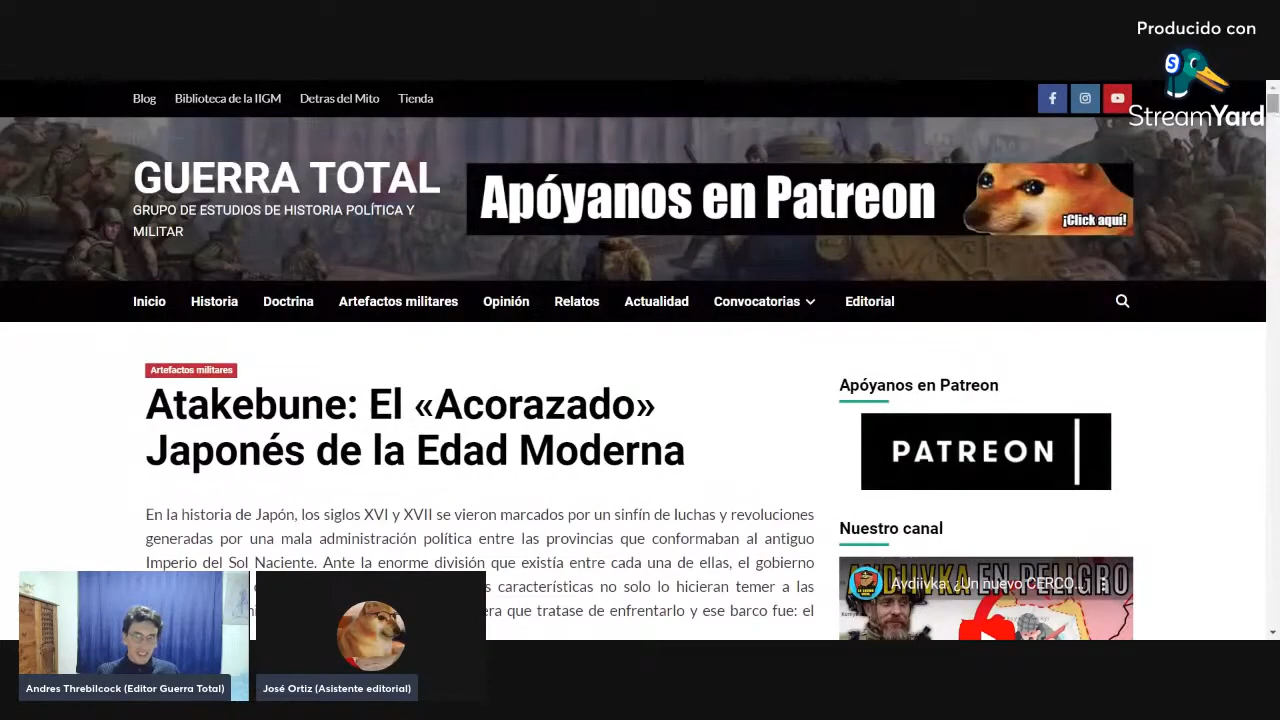 Producido con
StreamYard
Blog Biblioteca de la IIGM Detras del Mito Tienda
GUERRA TOTAL
GRUPO DE ESTUDIOS DE HISTORIA POLÍTICA Y
MILITAR
Apóyanos en Patreon
¡Click aquí!
Inicio Historia Doctrina Artefactos militares Opinión Relatos Actualidad Convocatorias Editorial
Artefactos militares
Atakebune: El «Acorazado»
Japonés de la Edad Moderna
En la historia de Japón, los siglos XVI y XVII se vieron marcados por un sinfín de luchas y revoluciones
generadas por una mala administración política entre las provincias que conformaban al antiguo
Imperio del Sol Naciente. Ante la enorme división que existía entre cada una de ellas, el gobierno
características no solo lo hicieran temer a las
era que tratase de enfrentarlo y ese barco fue: el
Apóyanos en Patreon
PATREON
Nuestro canal
Avdiivka: ¿Un nuevo CERCO...
AVDIIVKA EN PELIGRO
Andres Threbilcock (Editor Guerra Total)
José Ortiz (Asistente editorial)